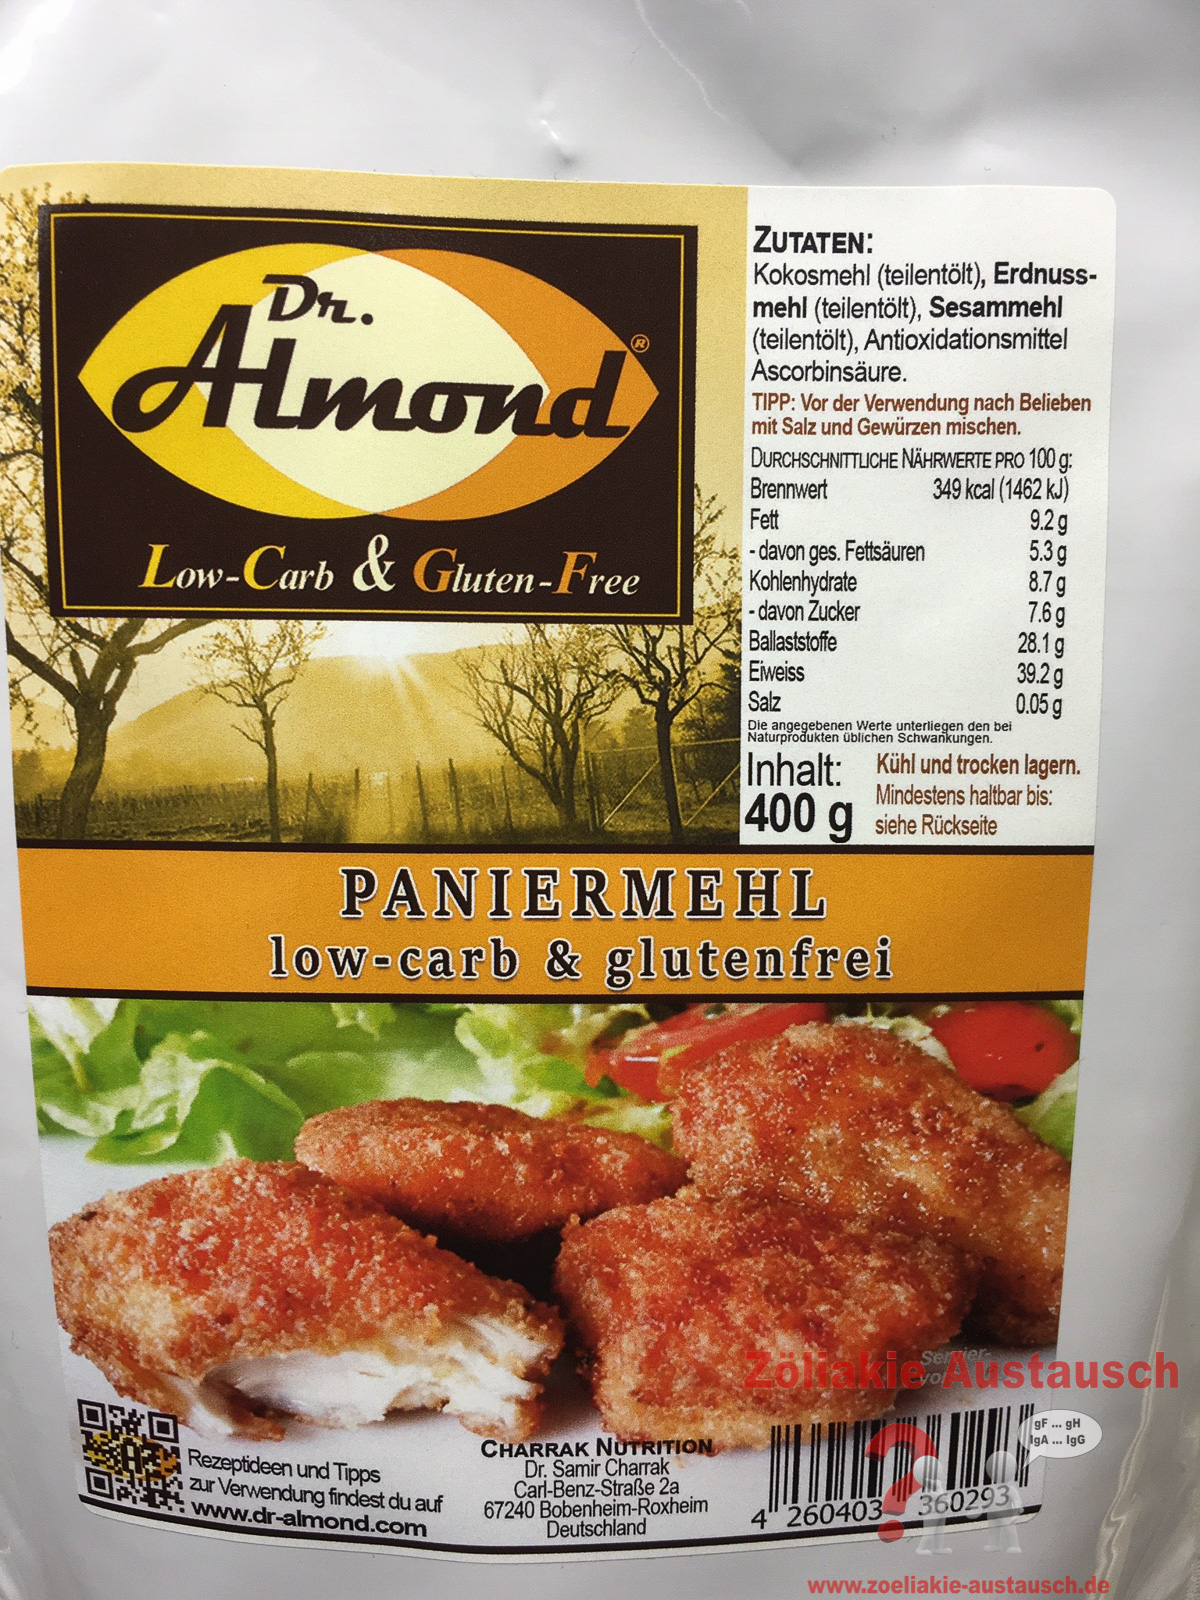 Dr.
Almond®
Low-Carb & Gluten-Free
ZUTATEN:
Kokosmehl (teilentölt), Erdnuss-
mehl (teilentölt), Sesammehl
(teilentölt), Antioxidationsmittel
Ascorbinsäure.
TIPP: Vor der Verwendung nach Belieben
mit Salz und Gewürzen mischen.
DURCHSCHNITTLICHE NÄHRWERTE PRO 100 g:
Brennwert 349 kcal (1462 kJ)
Fett 9.2 g
- davon ges. Fettsäuren 5.3 g
Kohlenhydrate 8.7 g
- davon Zucker 7.6 g
Ballaststoffe 28.1 g
Eiweiss 39.2 g
Salz 0.05 g
Die angegebenen Werte unterliegen den bei
Naturprodukten üblichen Schwankungen.
Inhalt:
400 g
Kühl und trocken lagern.
Mindestens haltbar bis:
siehe Rückseite
PANIERMEHL
low-carb & glutenfrei
Servier-
Zöliakie Austausch
gF ... gH
IgA ... IgG
Rezeptideen und Tipps
zur Verwendung findest du auf
www.dr-almond.com
CHARRAK NUTRITION
Dr. Samir Charrak
Carl-Benz-Straße 2a
67240 Bobenheim-Roxheim
Deutschland
4 260403 360293
www.zoeliakie-austausch.de